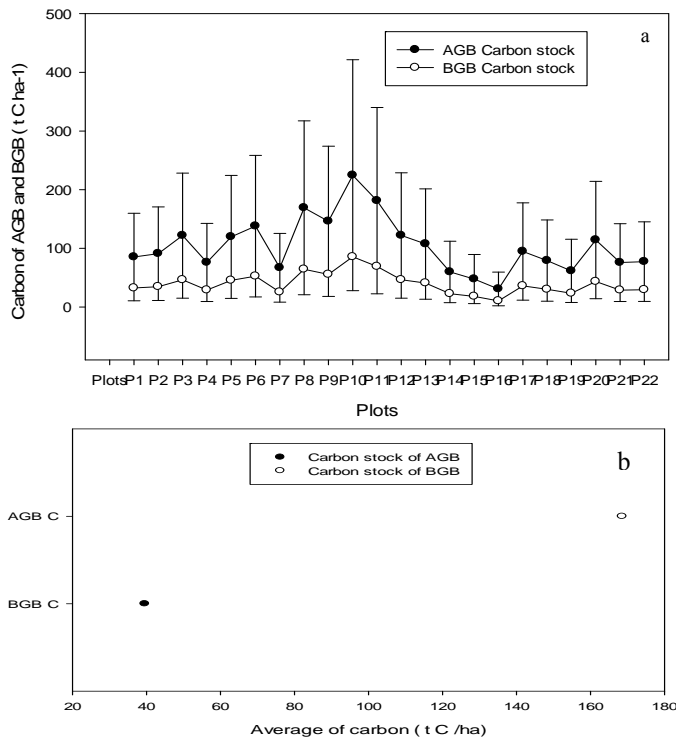 500
a
AGB Carbon stock
BGB Carbon stock
400
300
200
100
0
Carbon of AGB and BGB ( t C ha-1)
Plots P1 P2 P3 P4 P5 P6 P7 P8 P9 P10 P11 P12 P13 P14 P15 P16 P17 P18 P19 P20 P21 P22
Plots
b
Carbon stock of AGB
Carbon stock of BGB
AGB C
BGB C
20 40 60 80 100 120 140 160 180
Average of carbon ( t C /ha)